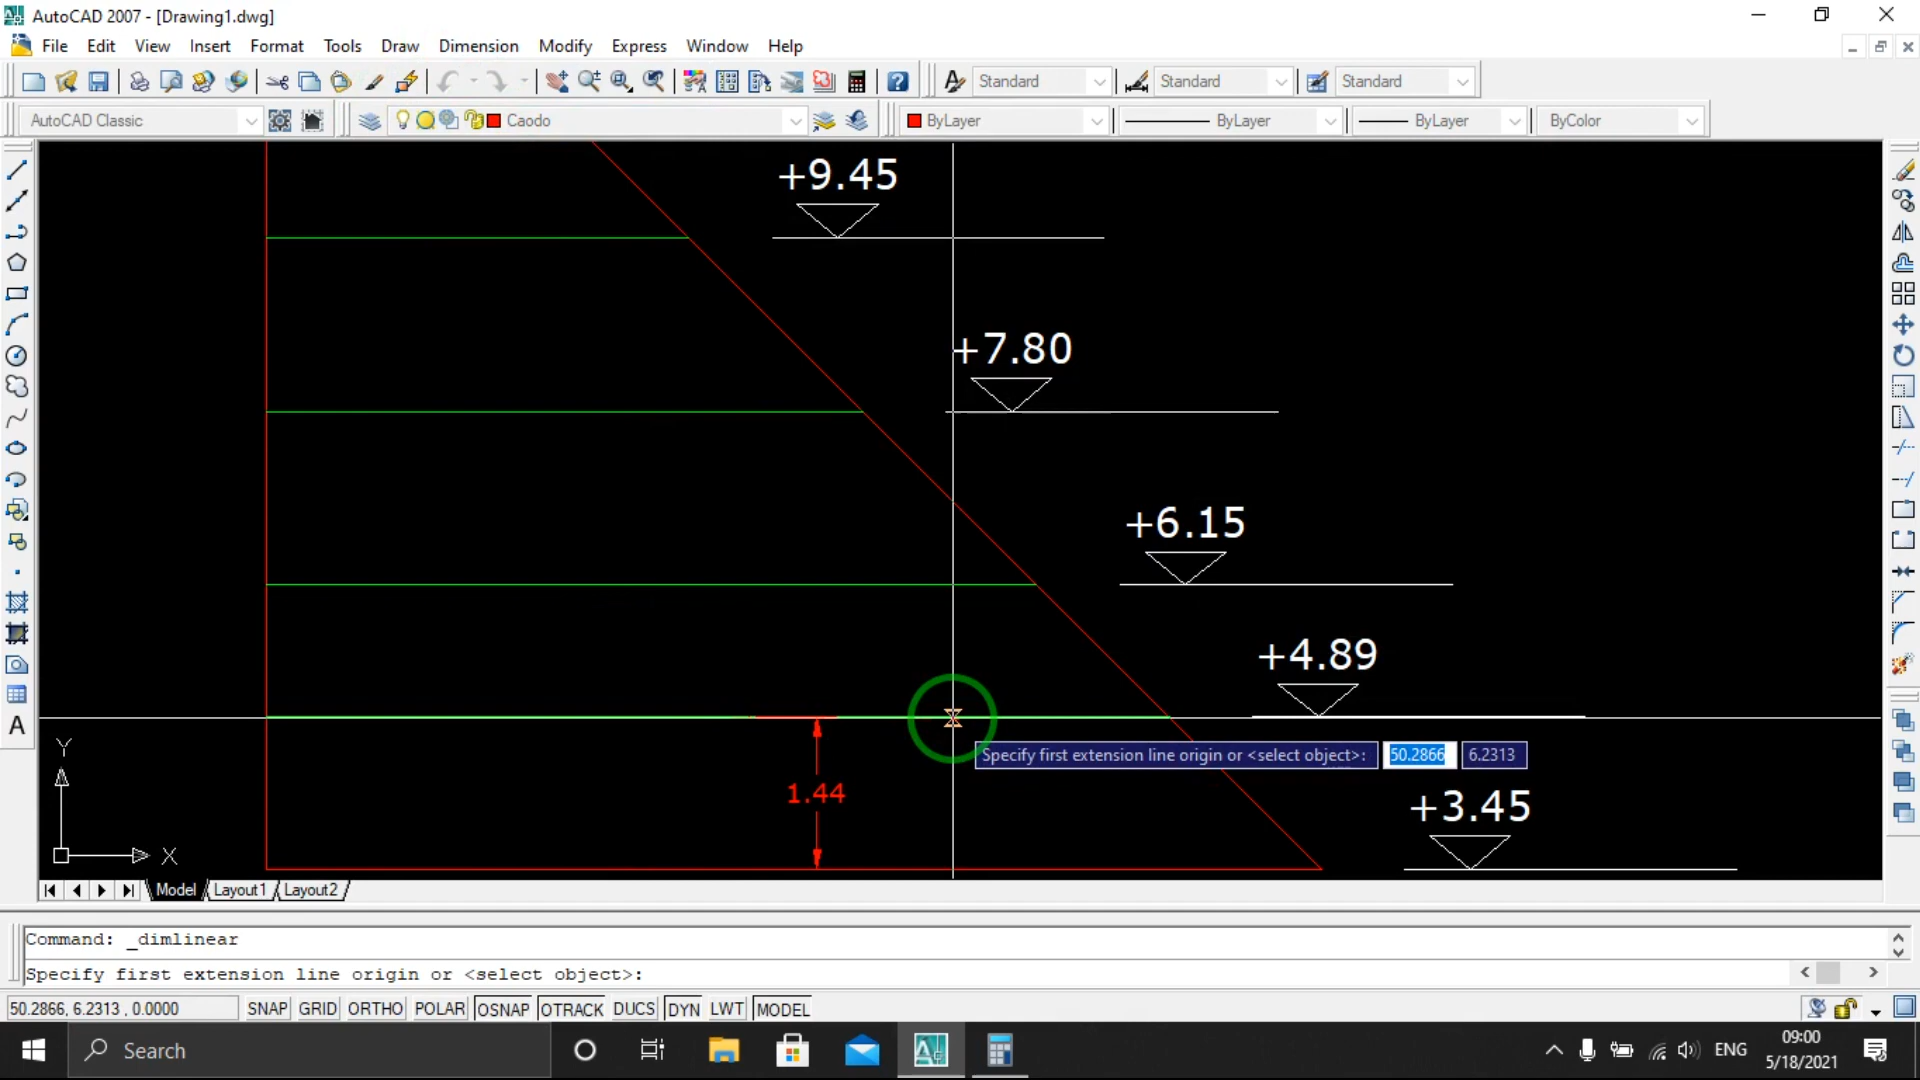 AutoCAD 2007 - [Drawing1.dwg]
File Edit View Insert Format Tools Draw Dimension Modify Express Window Help
Standard Standard Standard
AutoCAD Classic Caodo ByLayer ByLayer ByLayer ByColor
+9.45
+7.80
+6.15
+4.89
Specify first extension line origin or <select object>: 50.2866 6.2313
1.44
+3.45
Y
X
A
Model Layout1 Layout2
Command: _dimlinear
Specify first extension line origin or <select object>:
50.2866, 6.2313 , 0.0000 SNAP GRID ORTHO POLAR OSNAP OTRACK DUCS DYN LWT MODEL
Search ENG 09:00
5/18/2021